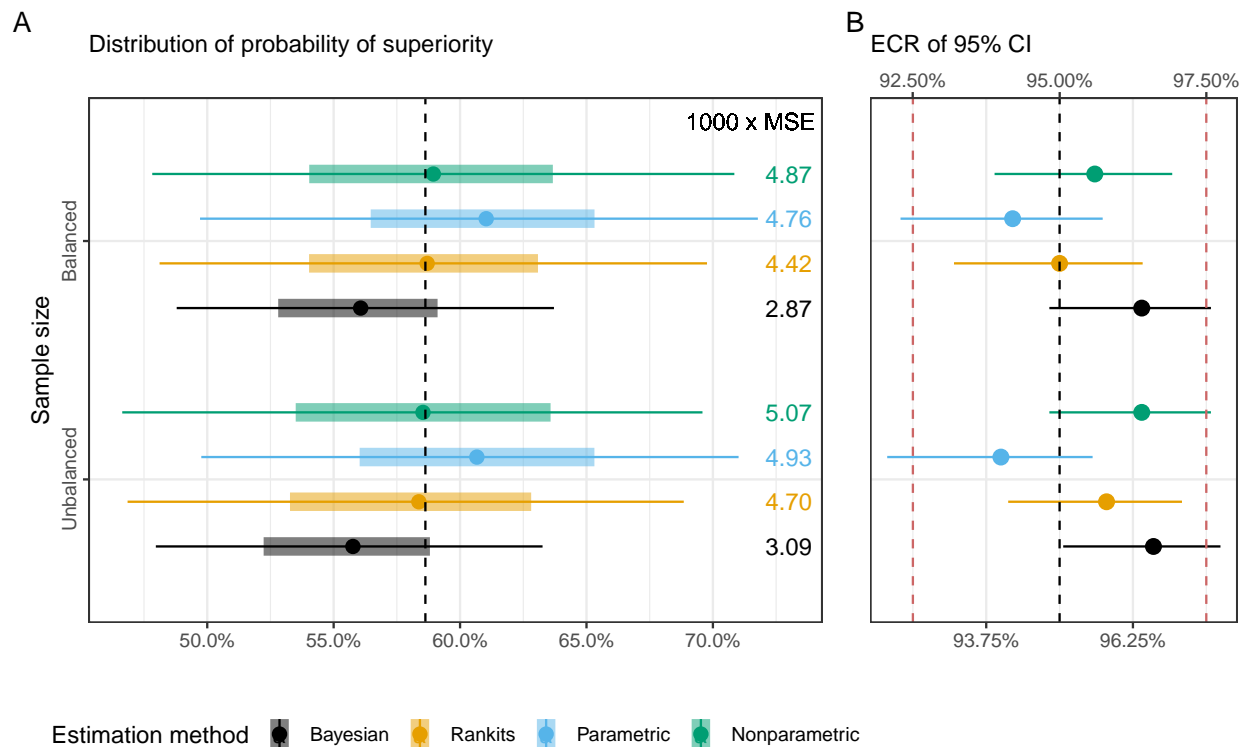 A
Distribution of probability of superiority
1000 x MSE
4.87
4.76
4.42
2.87
5.07
4.93
4.70
3.09
Sample size
Balanced
Unbalanced
50.0% 55.0% 60.0% 65.0% 70.0%
B
ECR of 95% CI
92.50% 95.00% 97.50%
93.75% 96.25%
Estimation method Bayesian Rankits Parametric Nonparametric